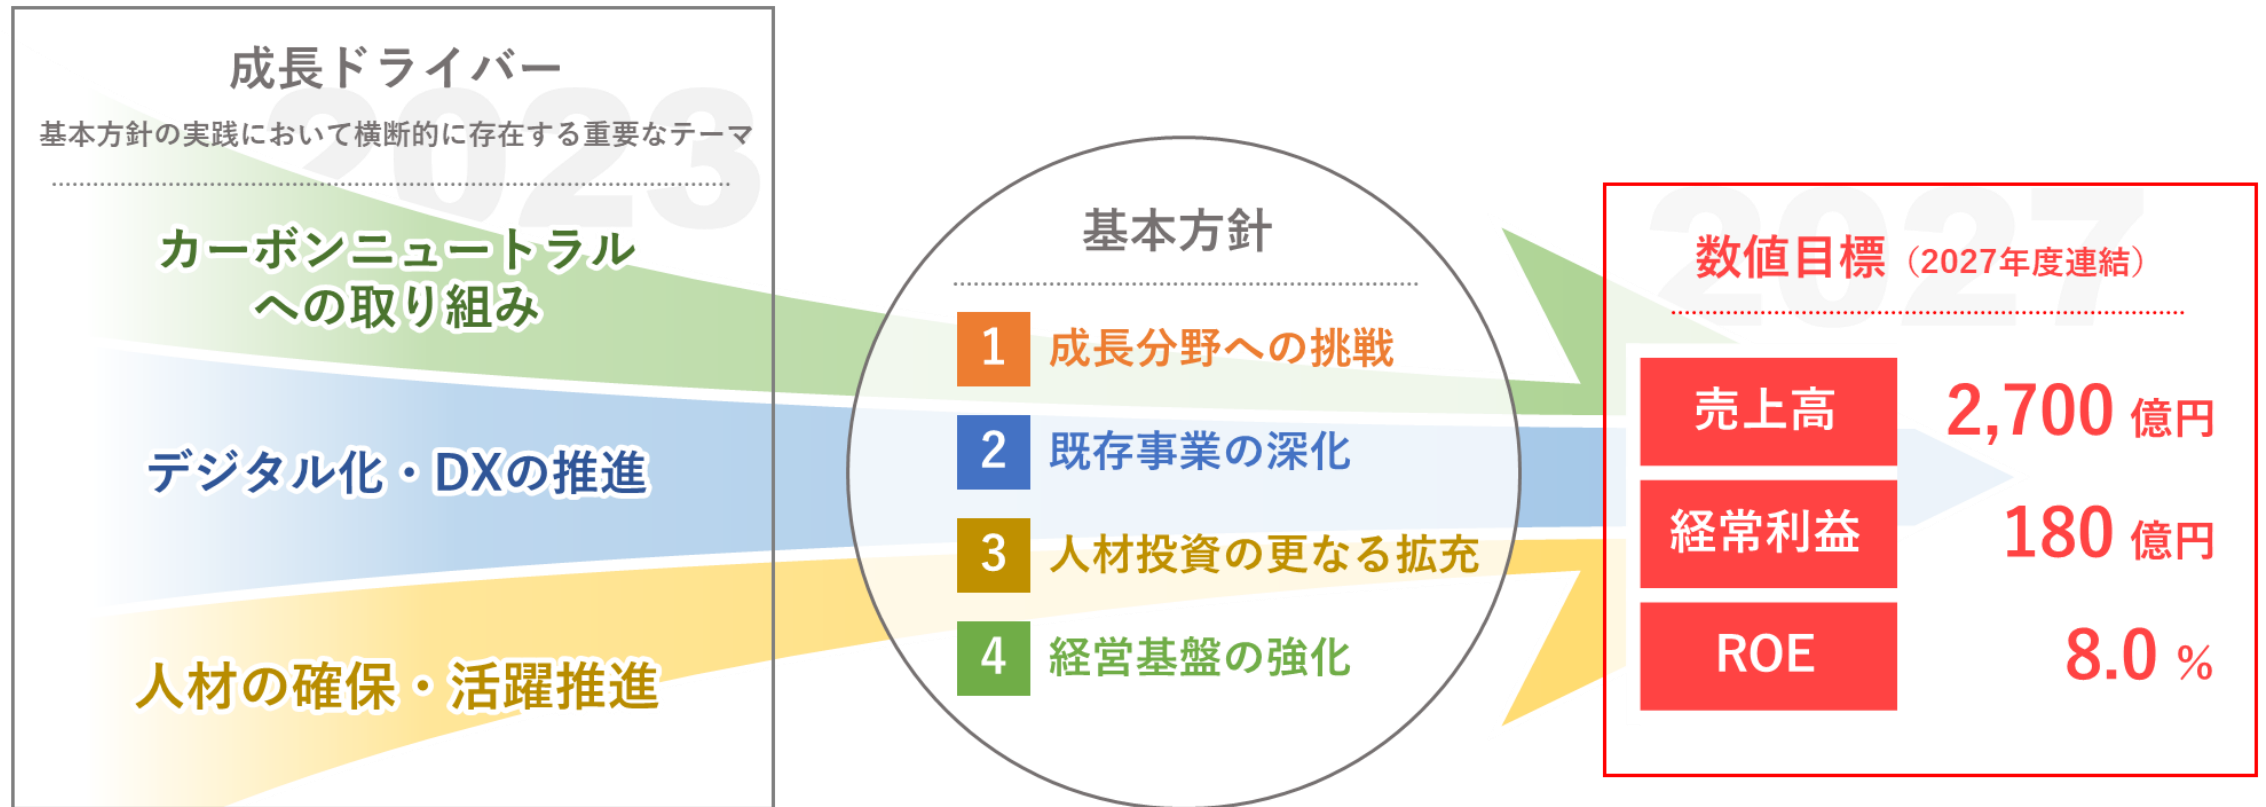 2023
成長ドライバー
基本方針の実践において横断的に存在する重要なテーマ
カーボンニュートラル
への取り組み
デジタル化・DXの推進
人材の確保・活躍推進
基本方針
1 成長分野への挑戦
2 既存事業の深化
3 人材投資の更なる拡充
4 経営基盤の強化
2027
数値目標（2027年度連結）
売上高 2,700 億円
経常利益 180 億円
ROE 8.0 %